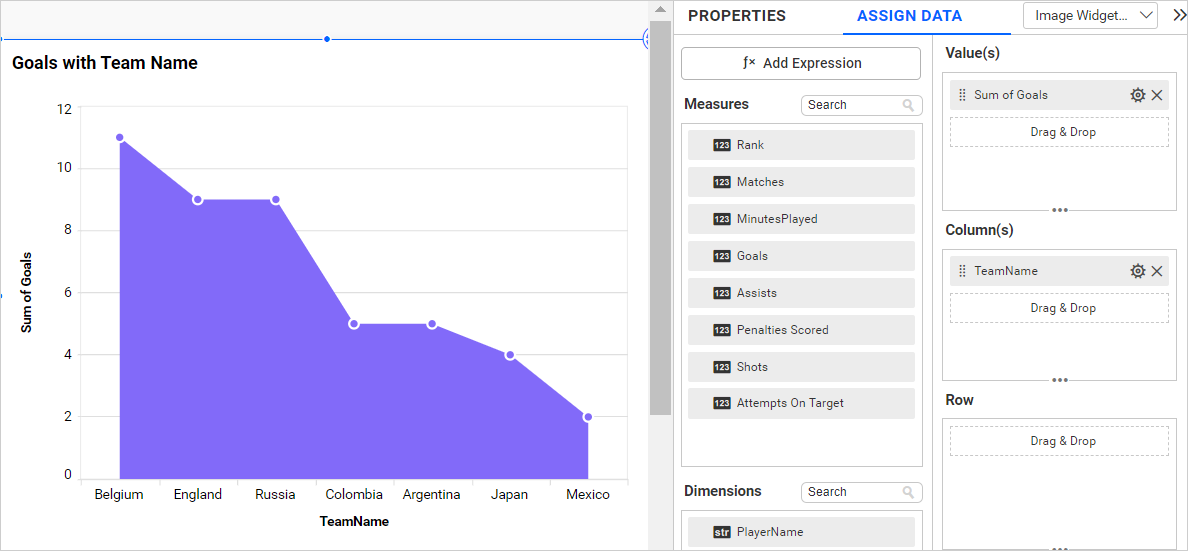 Goals with Team Name
12
10
8
6
4
2
0
Sum of Goals
Belgium England Russia Colombia Argentina Japan Mexico
TeamName
PROPERTIES
ASSIGN DATA
Image Widget...
Add Expression
Measures
Search
123 Rank
123 Matches
123 MinutesPlayed
123 Goals
123 Assists
123 Penalties Scored
123 Shots
123 Attempts On Target
Dimensions
Search
str PlayerName
Value(s)
Sum of Goals
Drag & Drop
Column(s)
TeamName
Drag & Drop
Row
Drag & Drop